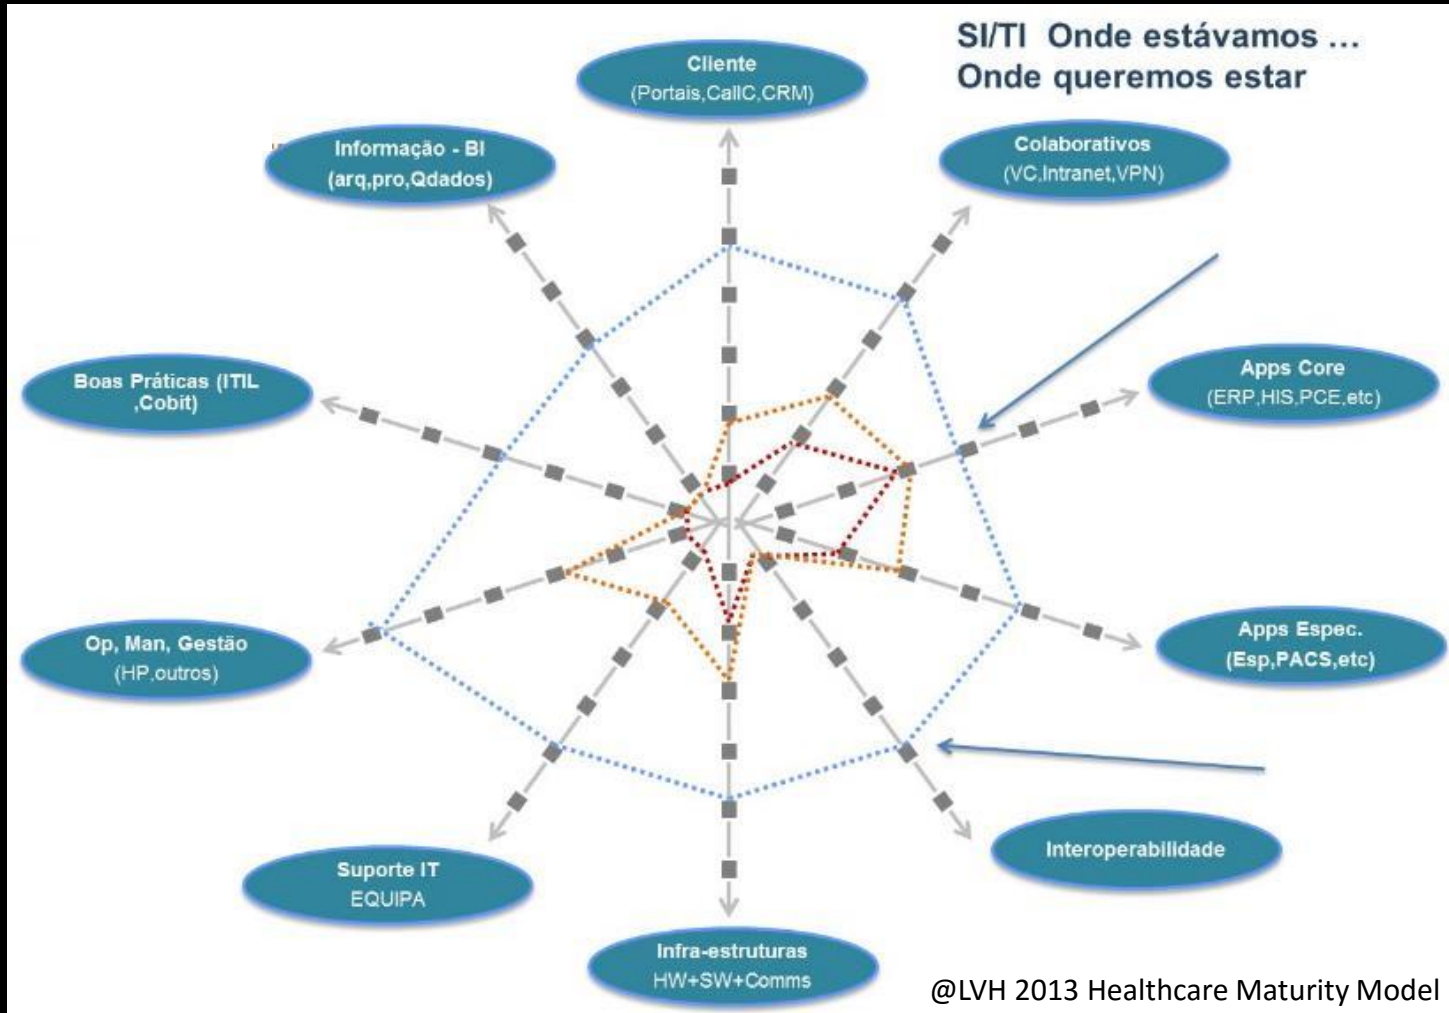 SI/TI Onde estávamos ...
Onde queremos estar
Cliente
(Portais,CallC,CRM)
Informação - BI
(arq,pro,Qdados)
Colaborativos
(VC,Intranet,VPN)
Boas Práticas (ITIL
,Cobit)
Apps Core
(ERP,HIS,PCE,etc)
Op, Man, Gestão
(HP,outros)
Apps Espec.
(Esp,PACS,etc)
Suporte IT
EQUIPA
Interoperabilidade
Infra-estruturas
HW+SW+Comms
@LVH 2013 Healthcare Maturity Model